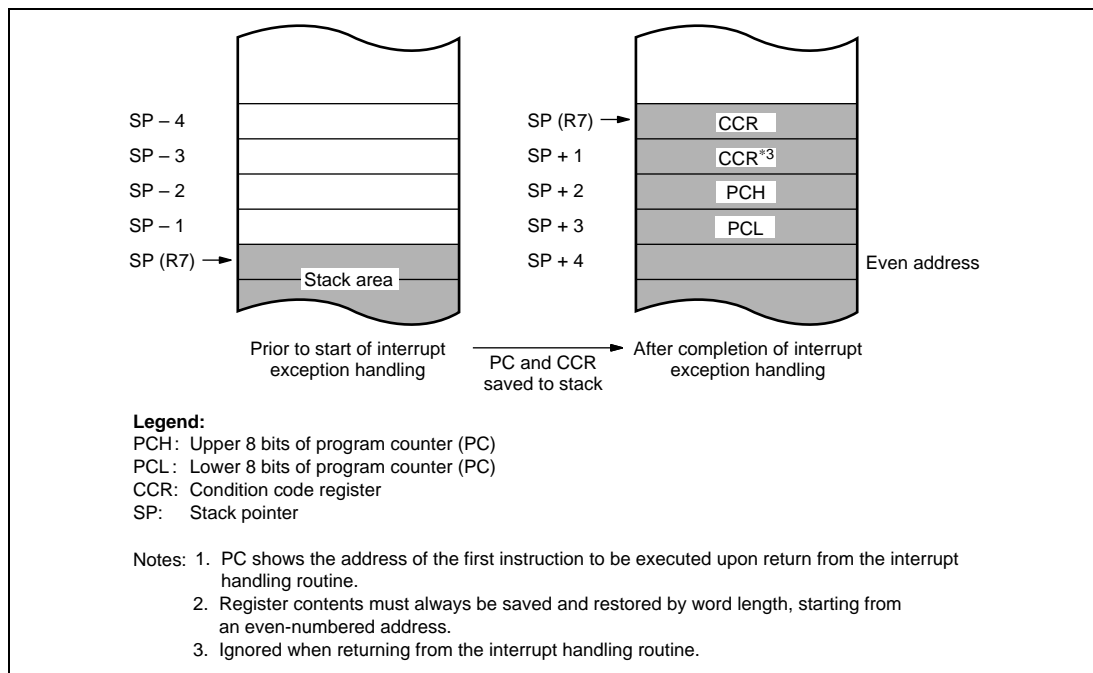 SP – 4
SP – 3
SP – 2
SP – 1
SP (R7)
Stack area
SP (R7)
SP + 1
SP + 2
SP + 3
SP + 4
CCR
CCR*3
PCH
PCL
Even address
Prior to start of interrupt
exception handling
PC and CCR
saved to stack
After completion of interrupt
exception handling
Legend:
PCH: Upper 8 bits of program counter (PC)
PCL: Lower 8 bits of program counter (PC)
CCR: Condition code register
SP: Stack pointer
Notes: 1. PC shows the address of the first instruction to be executed upon return from the interrupt
handling routine.
2. Register contents must always be saved and restored by word length, starting from
an even-numbered address.
3. Ignored when returning from the interrupt handling routine.